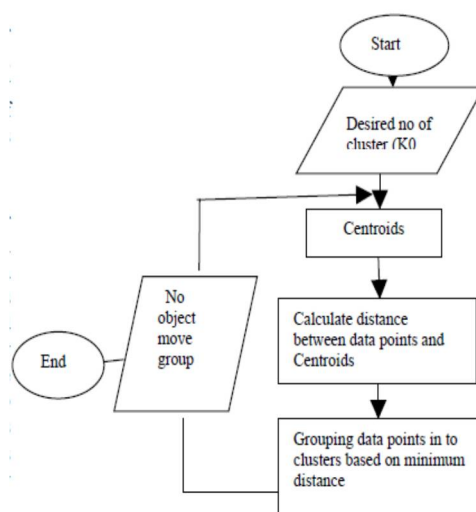 Start
Desired no of
cluster (K0
Centroids
Calculate distance
between data points and
Centroids
Grouping data points in to
clusters based on minimum
distance
No
object
move
group
End